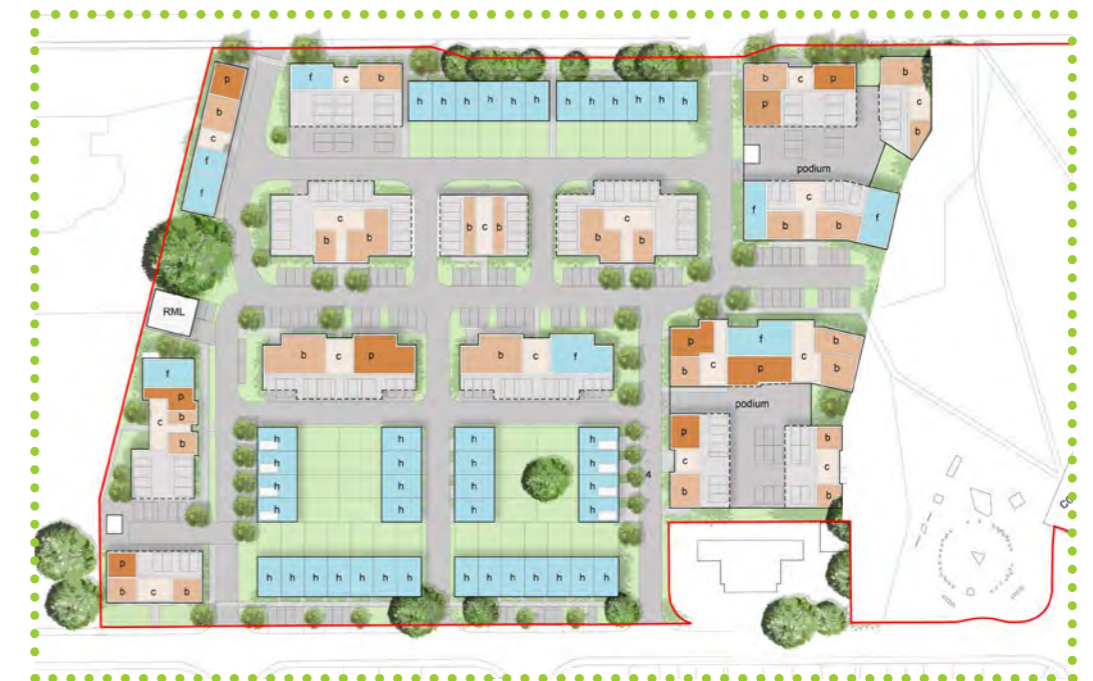 p
b
c
f
f
f c b
h h h h h h
h h h h h h
b c p
p
b
c
b
podium
f c f
b b
c
b b
b c b
c
b b
RML
b c p
b c f
p f c b
b c p b
podium
f
p
c b
b
h h h h
h h h h
h h h h
h h h h
p b
c c
b b
4
p
b c b
h h h h h h h
h h h h h h h